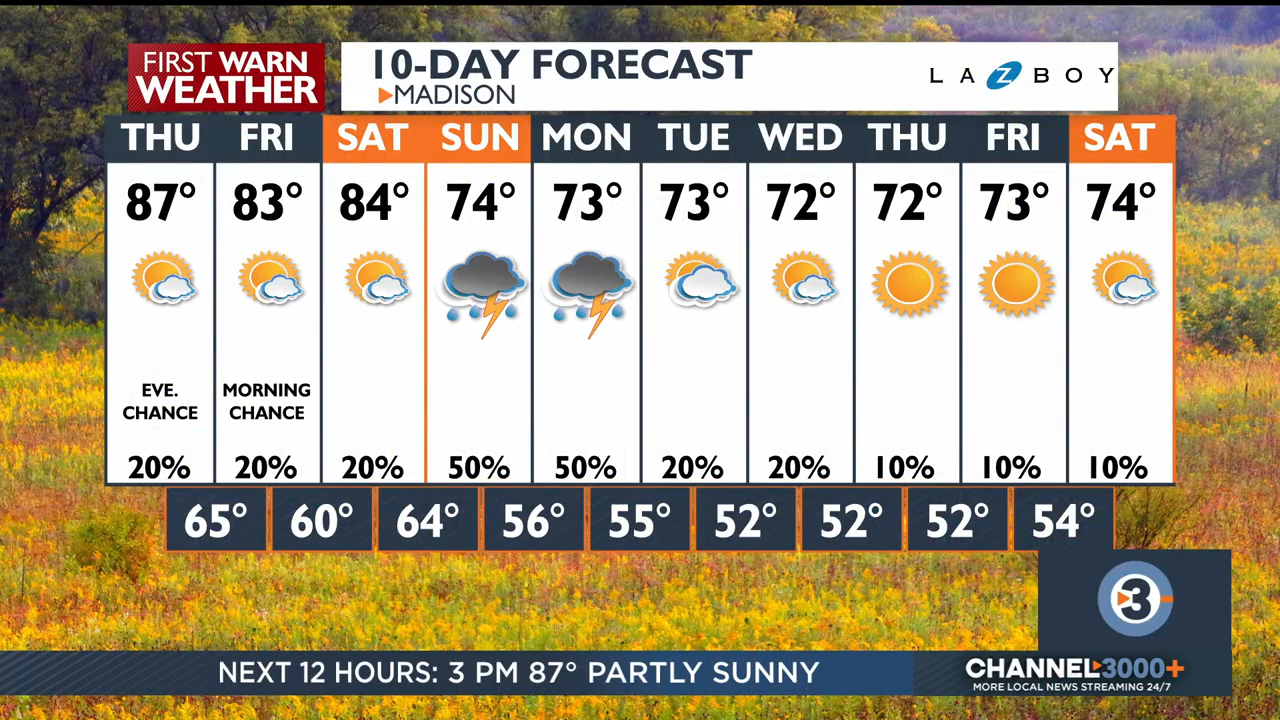 FIRST WARN
WEATHER
10-DAY FORECAST
MADISON
LA Z BOY
THU FRI SAT SUN MON TUE WED THU FRI SAT
87° 83° 84° 74° 73° 73° 72° 72° 73° 74°
EVE. MORNING
CHANCE CHANCE
20% 20% 20% 50% 50% 20% 20% 10% 10% 10%
65° 60° 64° 56° 55° 52° 52° 52° 54°
3
NEXT 12 HOURS: 3 PM 87° PARTLY SUNNY
CHANNEL3000+
MORE LOCAL NEWS STREAMING 24/7